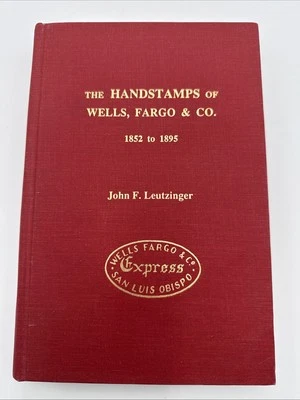 THE HANDSTAMPS OF
WELLS, FARGO & CO.
1852 to 1895
John F. Leutzinger
WELLS FARGO & Co
Express
SAN LUIS OBISPO